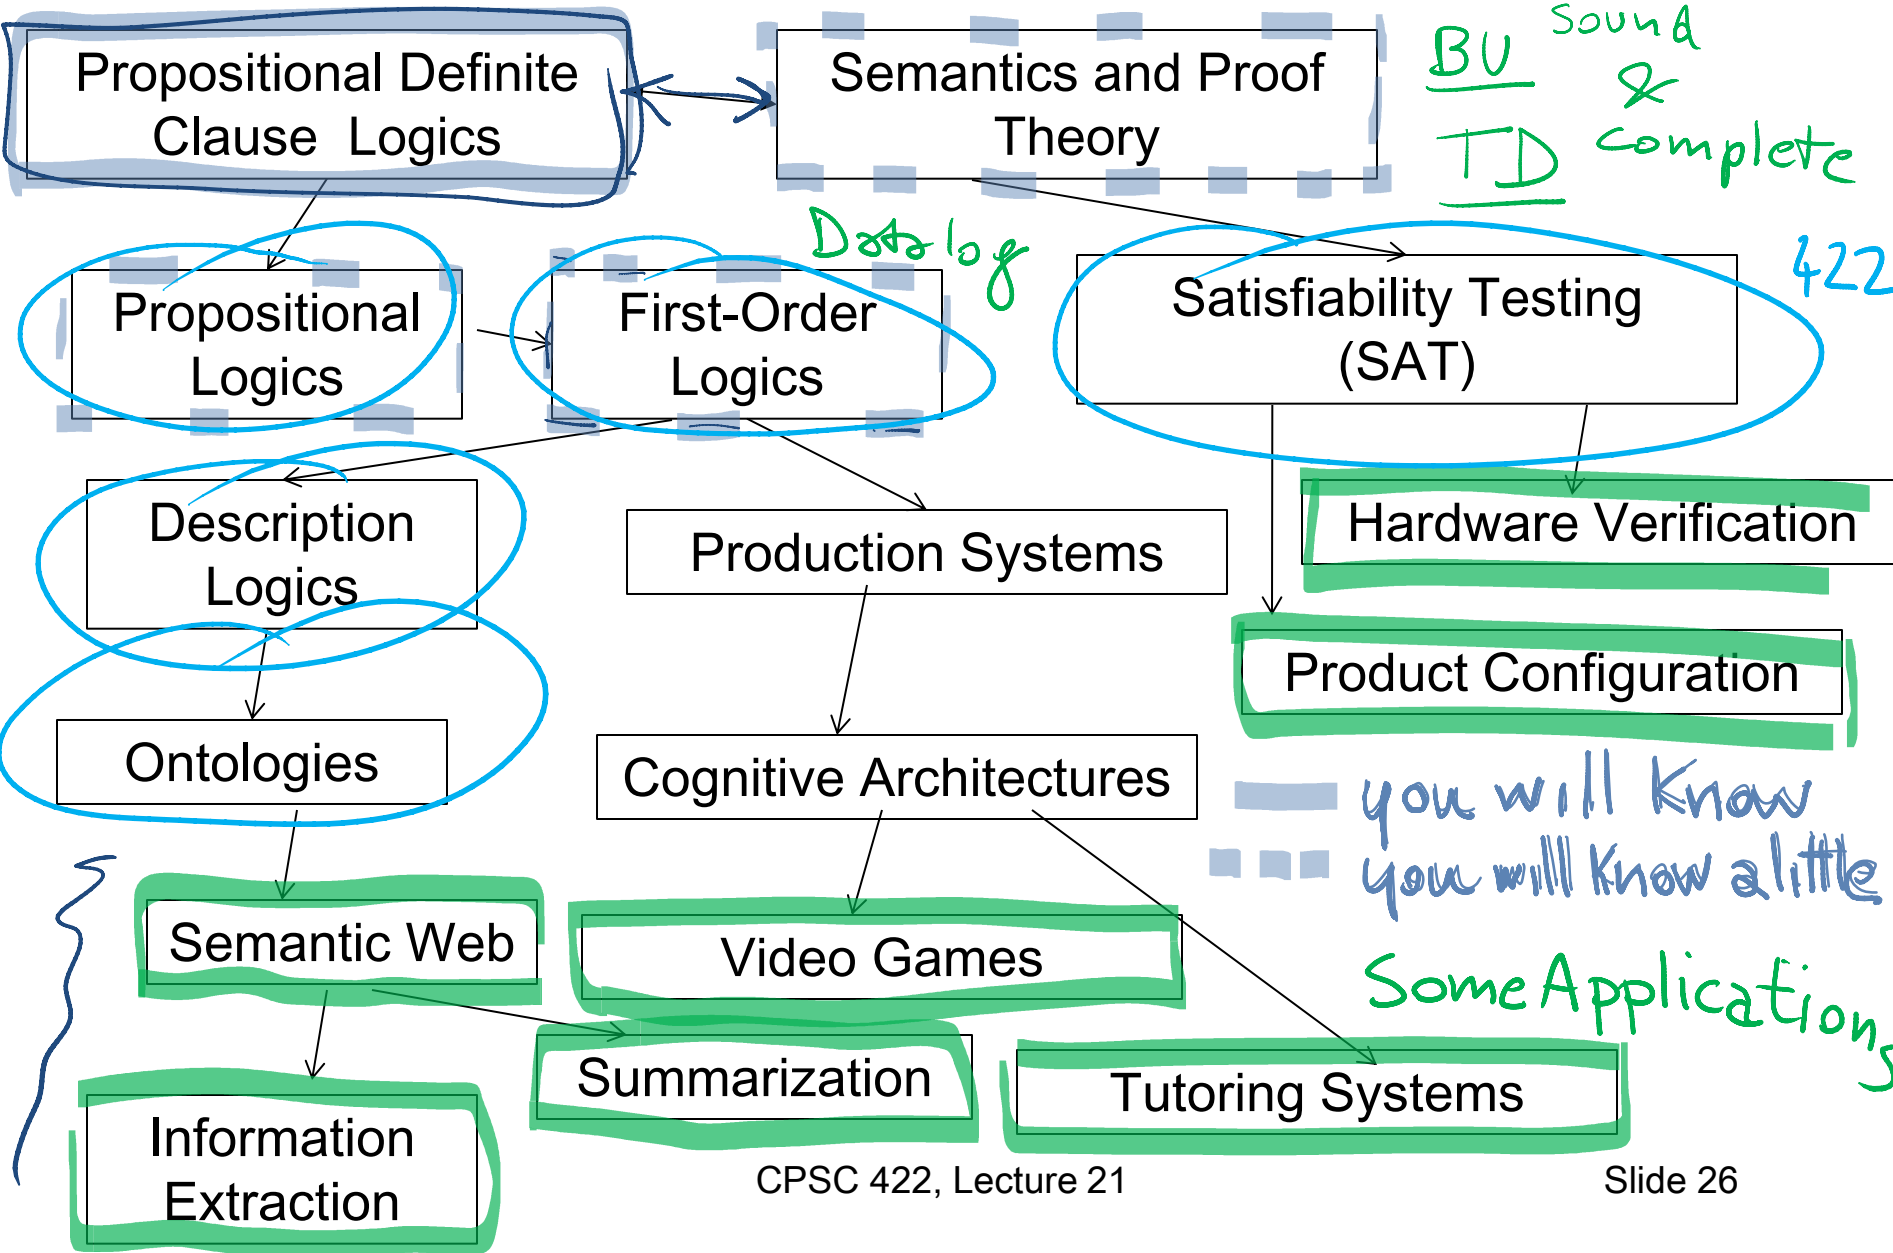 Propositional Definite
Clause Logics
Semantics and Proof
Theory
BU
TD
Sound
&
Complete
Datalog
Propositional
Logics
First-Order
Logics
Satisfiability Testing
(SAT)
422
Description
Logics
Production Systems
Hardware Verification
Product Configuration
Ontologies
Cognitive Architectures
you will know
you will know a little
Semantic Web
Video Games
Some Applications
Summarization
Tutoring Systems
Information
Extraction
CPSC 422, Lecture 21
Slide 26